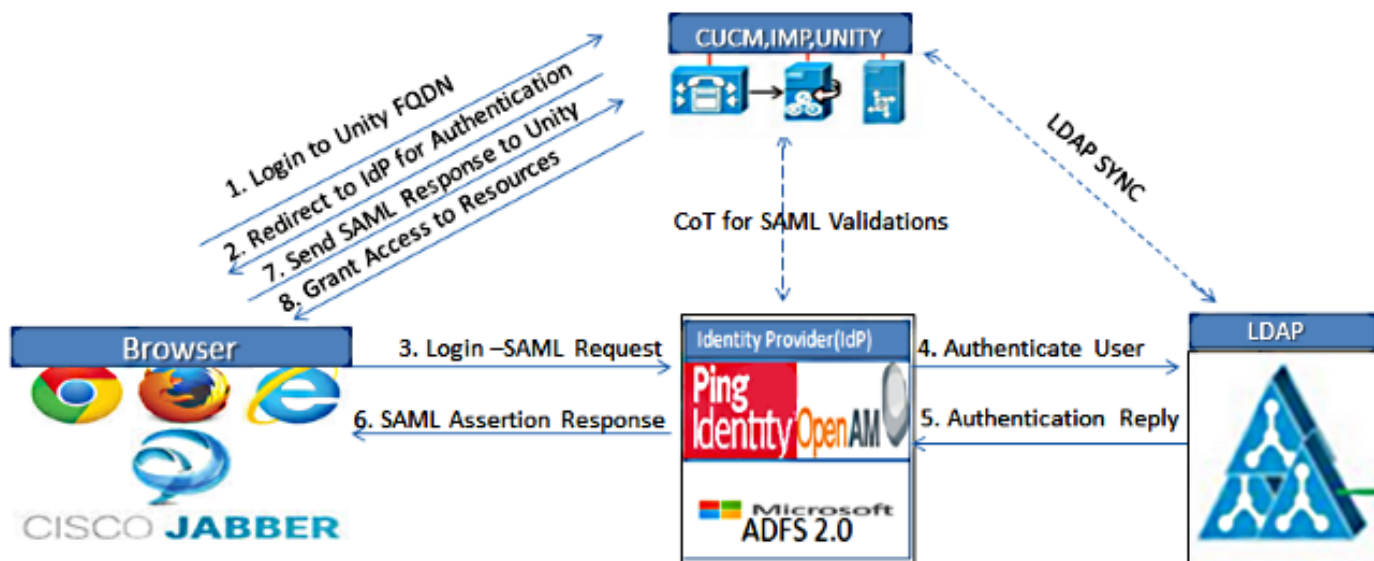 CUCM,IMP,UNITY
1. Login to Unity FQDN
2. Redirect to IdP for Authentication
7. Send SAML Response to Unity
8. Grant Access to Resources
LDAP SYNC
CoT for SAML Validations
Browser
3. Login –SAML Request
Identity Provider(IdP)
4. Authenticate User
LDAP
Ping
Identity
OpenAM
6. SAML Assertion Response
5. Authentication Reply
CISCO JABBER
Microsoft
ADFS 2.0